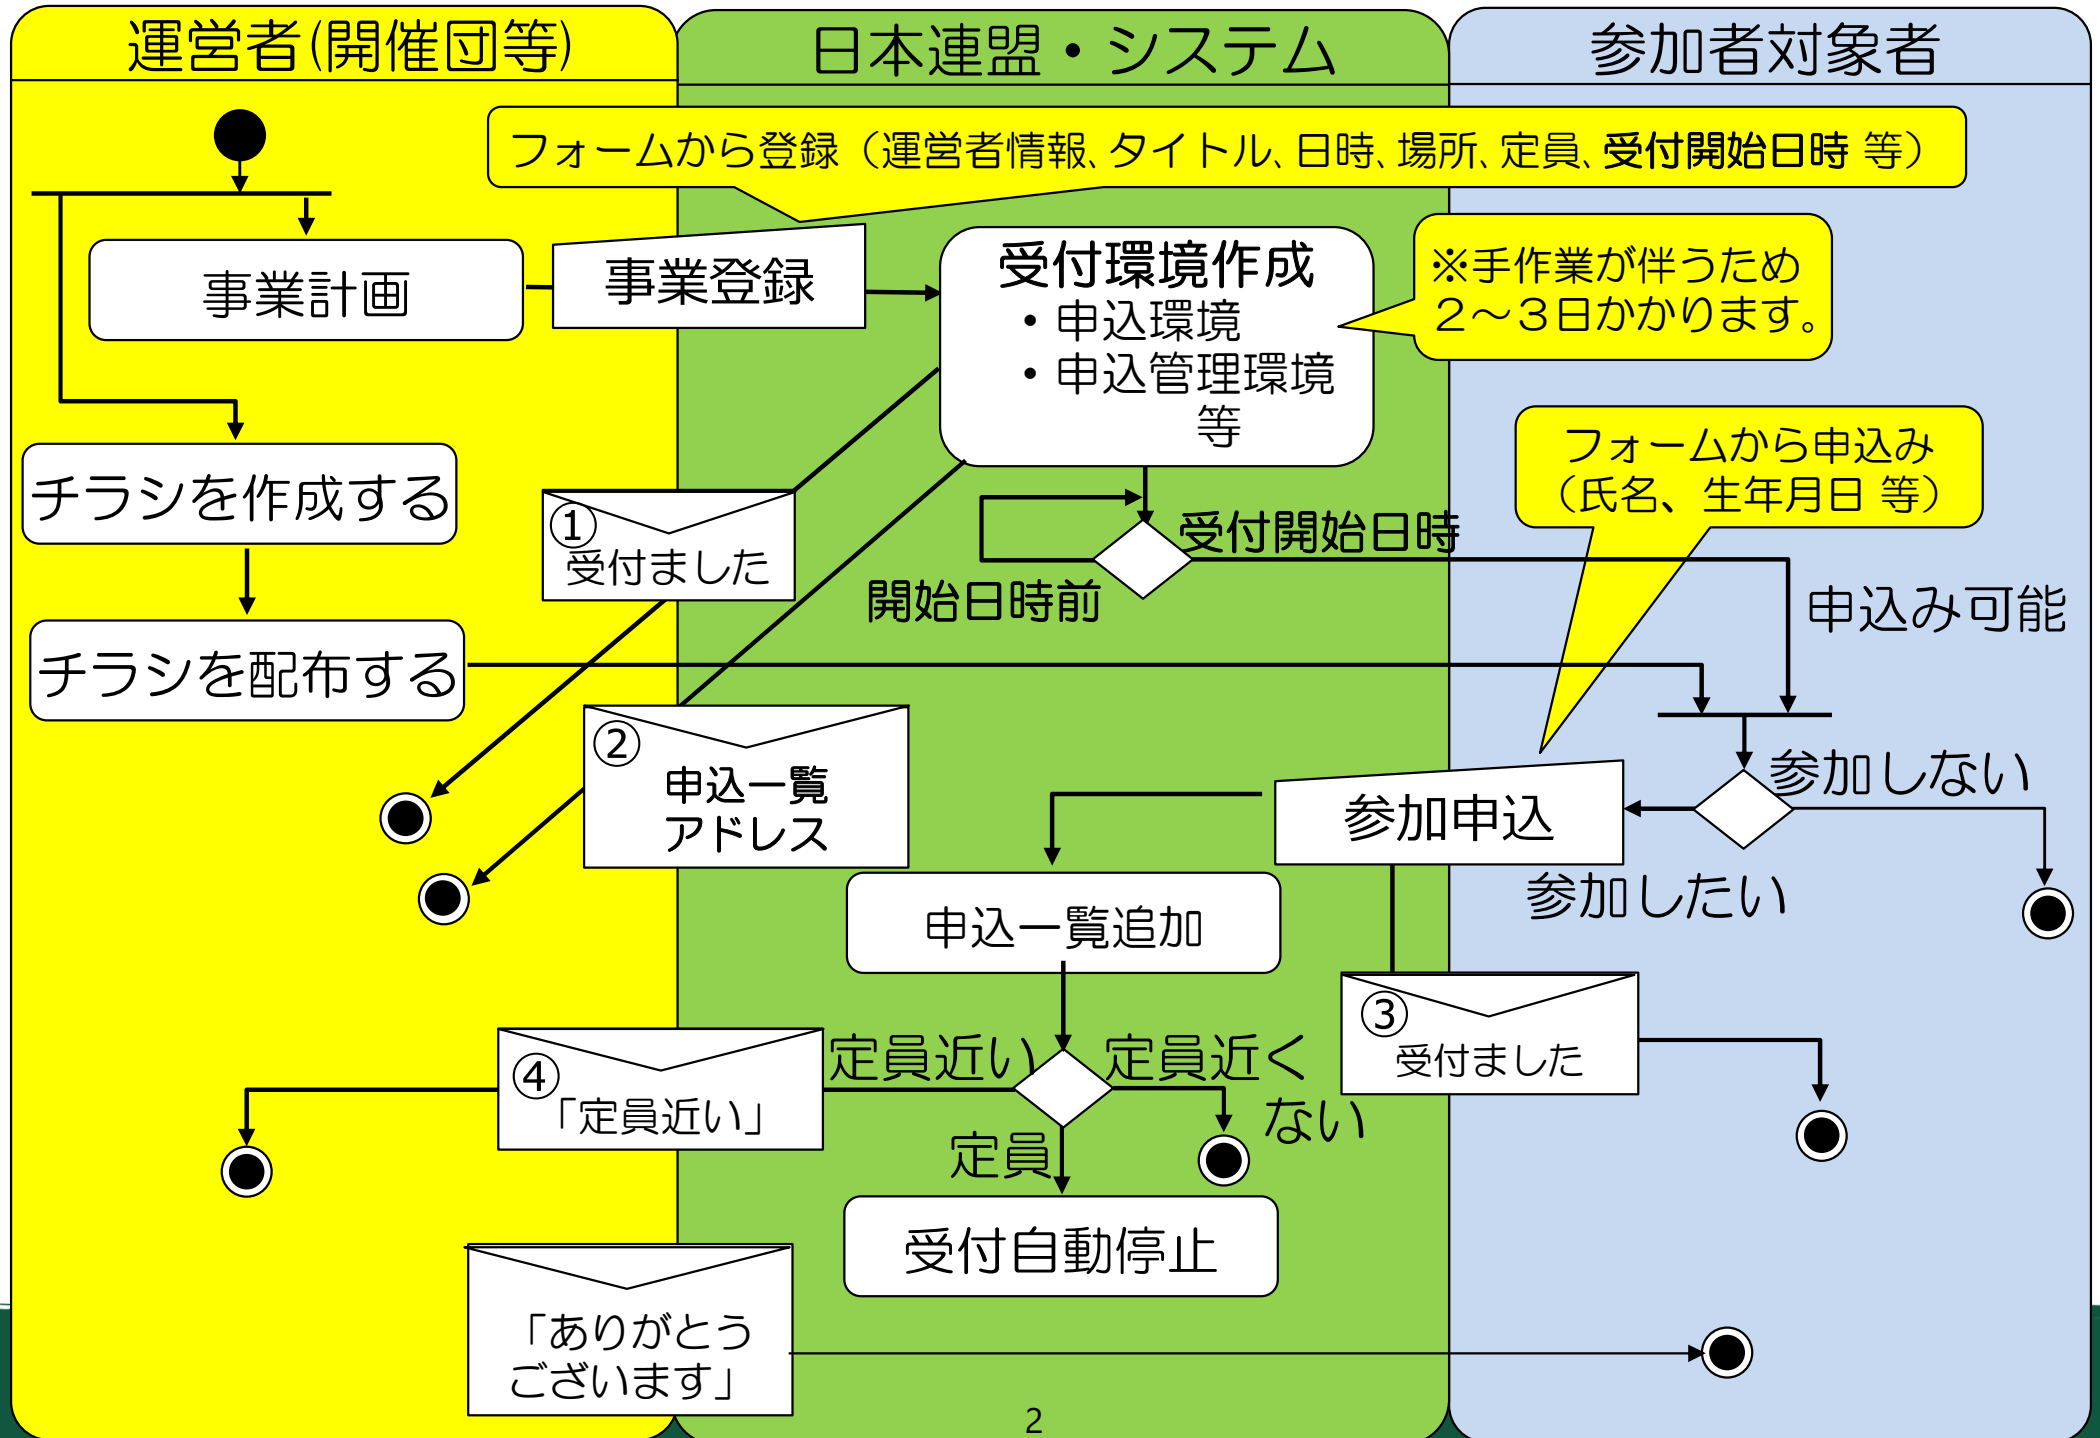 運営者(開催団等)
日本連盟・システム
参加者対象者
フォームから登録（運営者情報、タイトル、日時、場所、定員、受付開始日時 等）
事業計画
事業登録
受付環境作成
・申込環境
・申込管理環境
等
※手作業が伴うため
２～３日かかります。
チラシを作成する
フォームから申込み
（氏名、生年月日 等）
①
受付ました
受付開始日時
開始日時前
申込み可能
チラシを配布する
②
申込一覧
アドレス
参加しない
参加申込
参加したい
申込一覧追加
③
受付ました
④
「定員近い」
定員近い
定員近く
ない
定員
受付自動停止
「ありがとう
ございます」
2